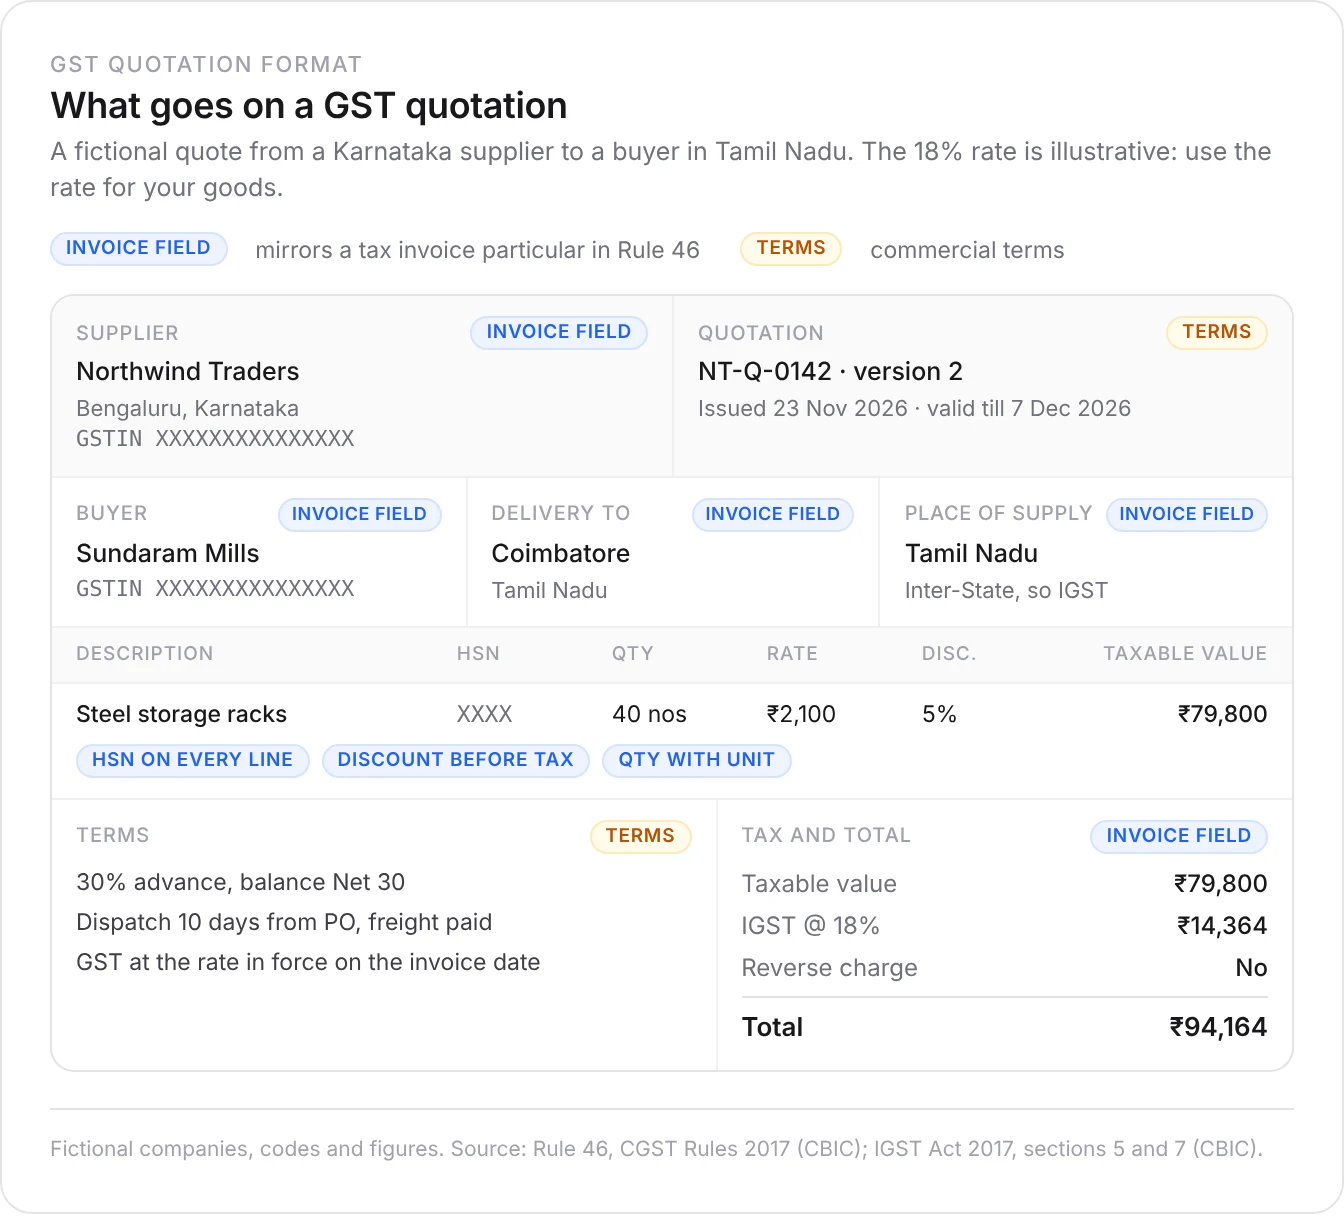 GST QUOTATION FORMAT
What goes on a GST quotation
A fictional quote from a Karnataka supplier to a buyer in Tamil Nadu. The 18% rate is illustrative: use the
rate for your goods.
INVOICE FIELD mirrors a tax invoice particular in Rule 46 TERMS commercial terms
SUPPLIER INVOICE FIELD
Northwind Traders
Bengaluru, Karnataka
GSTIN XXXXXXXXXXXXXXX
QUOTATION TERMS
NT-Q-0142 · version 2
Issued 23 Nov 2026 · valid till 7 Dec 2026
BUYER INVOICE FIELD
Sundaram Mills
GSTIN XXXXXXXXXXXXXXX
DELIVERY TO INVOICE FIELD
Coimbatore
Tamil Nadu
PLACE OF SUPPLY INVOICE FIELD
Tamil Nadu
Inter-State, so IGST
DESCRIPTION HSN QTY RATE DISC. TAXABLE VALUE
Steel storage racks XXXX 40 nos ₹2,100 5% ₹79,800
HSN ON EVERY LINE DISCOUNT BEFORE TAX QTY WITH UNIT
TERMS TERMS
30% advance, balance Net 30
Dispatch 10 days from PO, freight paid
GST at the rate in force on the invoice date
TAX AND TOTAL INVOICE FIELD
Taxable value ₹79,800
IGST @ 18% ₹14,364
Reverse charge No
Total ₹94,164
Fictional companies, codes and figures. Source: Rule 46, CGST Rules 2017 (CBIC); IGST Act 2017, sections 5 and 7 (CBIC).